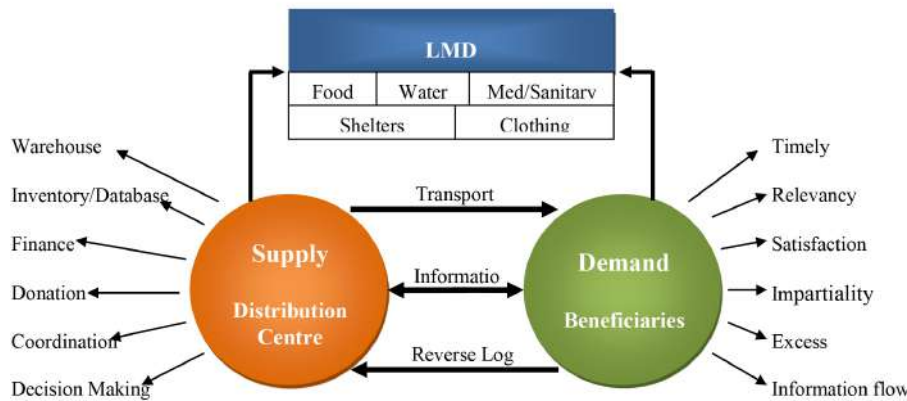 LMD
Food
Water
Med/Sanitary
Shelters
Clothing
Warehouse
Inventory/Database
Finance
Donation
Coordination
Decision Making
Supply
Distribution
Centre
Transport
Informatio
Reverse Log
Demand
Beneficiaries
Timely
Relevancy
Satisfaction
Impartiality
Excess
Information flow